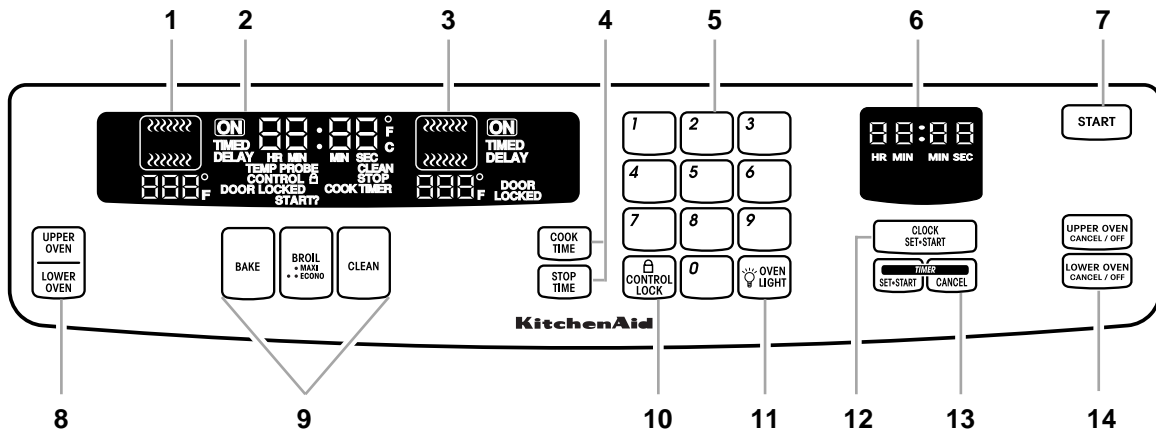 1 2 3 4 5 6 7
ON
TIMED
DELAY
88:88 °F C
HR MIN MIN SEC
TEMP PROBE CLEAN
CONTROL STOP
DOOR LOCKED COOK TIMER
START?
888°F
ON
TIMED
DELAY
888°F
DOOR
LOCKED
UPPER
OVEN
LOWER
OVEN
BAKE
BROIL
• MAXI
• ECONO
CLEAN
COOK
TIME
STOP
TIME
1 2 3
4 5 6
7 8 9
CONTROL
LOCK
0
OVEN
LIGHT
88:88
HR MIN MIN SEC
CLOCK
SET•START
TIMER
SET•START CANCEL
START
UPPER OVEN
CANCEL / OFF
LOWER OVEN
CANCEL / OFF
KitchenAid
8 9 10 11 12 13 14